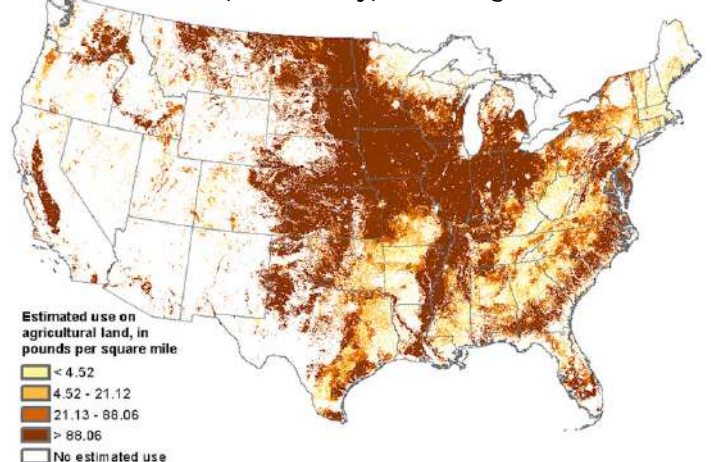 Estimated use on
agricultural land, in
pounds per square mile
< 4.52
4.52 - 21.12
21.13 - 88.06
> 88.06
No estimated use